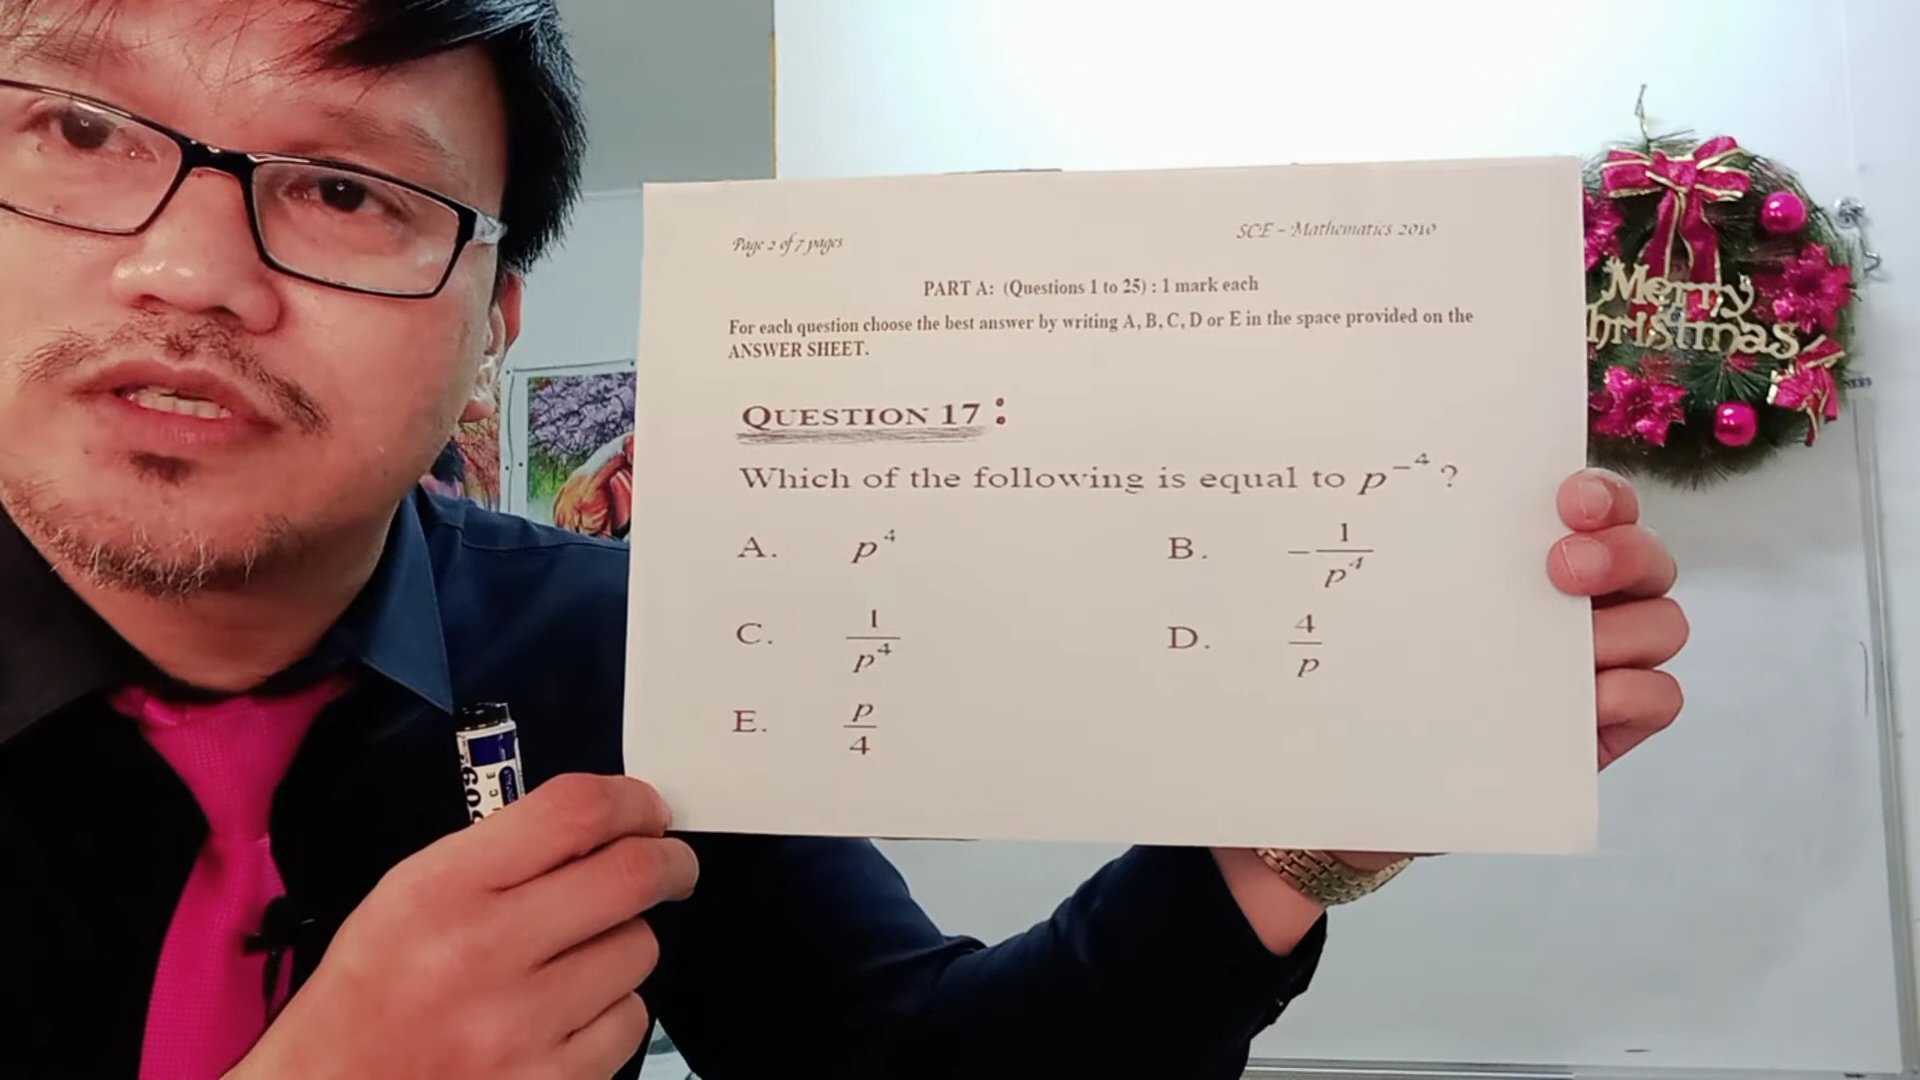 Page 2 of 7 pages
SCE – Mathematics 2010
PART A: (Questions 1 to 25) : 1 mark each
For each question choose the best answer by writing A, B, C, D or E in the space provided on the
ANSWER SHEET.
QUESTION 17 :
Which of the following is equal to p⁻⁴ ?
A. p⁴
B. −1/p⁴
C. 1/p⁴
D. 4/p
E. p/4
Merry
hristmas